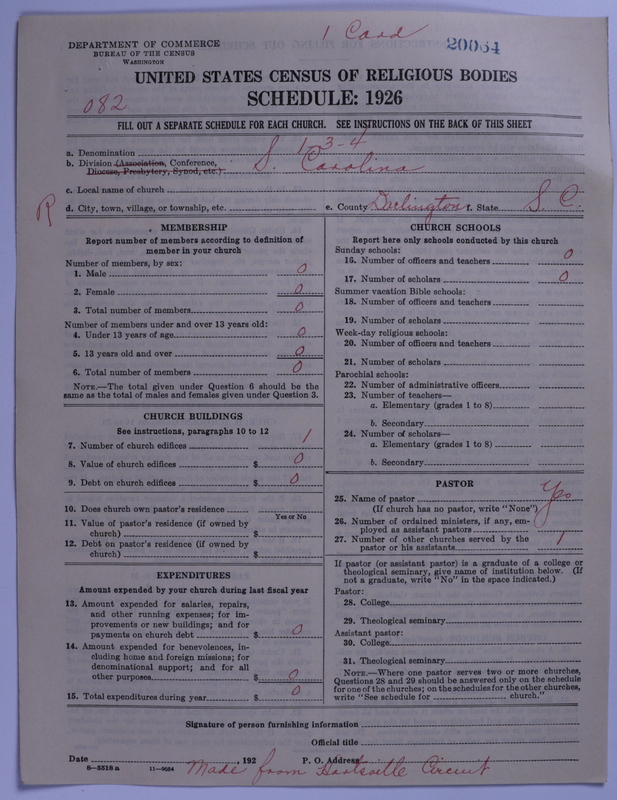 1 Card
20064
DEPARTMENT OF COMMERCE
BUREAU OF THE CENSUS
WASHINGTON
UNITED STATES CENSUS OF RELIGIOUS BODIES
082
SCHEDULE: 1926
FILL OUT A SEPARATE SCHEDULE FOR EACH CHURCH. SEE INSTRUCTIONS ON THE BACK OF THIS SHEET
a. Denomination 1-3-4
b. Division (Association, Conference, S. Carolina
Diocese, Presbytery, Synod, etc.)
c. Local name of church
R
d. City, town, village, or township, etc. e. County Darlington f. State S. C.
MEMBERSHIP
Report number of members according to definition of
member in your church
Number of members, by sex:
1. Male 0
2. Female 0
3. Total number of members 0
Number of members under and over 13 years old:
4. Under 13 years of age 0
5. 13 years old and over 0
6. Total number of members 0
NOTE.—The total given under Question 6 should be the
same as the total of males and females given under Question 3.
CHURCH BUILDINGS
See instructions, paragraphs 10 to 12
7. Number of church edifices 1
8. Value of church edifices $ 0
9. Debt on church edifices $ 0
10. Does church own pastor's residence
Yes or No
11. Value of pastor's residence (if owned by
church) $
12. Debt on pastor's residence (if owned by
church) $
EXPENDITURES
Amount expended by your church during last fiscal year
13. Amount expended for salaries, repairs,
and other running expenses; for im-
provements or new buildings; and for
payments on church debt $ 0
14. Amount expended for benevolences, in-
cluding home and foreign missions; for
denominational support; and for all
other purposes $ 0
15. Total expenditures during year $ 0
CHURCH SCHOOLS
Report here only schools conducted by this church
Sunday schools:
16. Number of officers and teachers 0
17. Number of scholars 0
Summer vacation Bible schools:
18. Number of officers and teachers
19. Number of scholars
Week-day religious schools:
20. Number of officers and teachers
21. Number of scholars
Parochial schools:
22. Number of administrative officers
23. Number of teachers—
a. Elementary (grades 1 to 8)
b. Secondary
24. Number of scholars—
a. Elementary (grades 1 to 8)
b. Secondary
PASTOR
25. Name of pastor Yes
(If church has no pastor, write "None")
26. Number of ordained ministers, if any, em-
ployed as assistant pastors
27. Number of other churches served by the
pastor or his assistants 1
If pastor (or assistant pastor) is a graduate of a college or
theological seminary, give name of institution below. (If
not a graduate, write "No" in the space indicated.)
Pastor:
28. College
29. Theological seminary
Assistant pastor:
30. College
31. Theological seminary
NOTE.—Where one pastor serves two or more churches,
Questions 28 and 29 should be answered only on the schedule
for one of the churches; on the schedules for the other churches,
write "See schedule for church."
Signature of person furnishing information
Official title
Date , 192 P. O. Address
8—5518 a 11—9684 Made from Hartsville Circuit